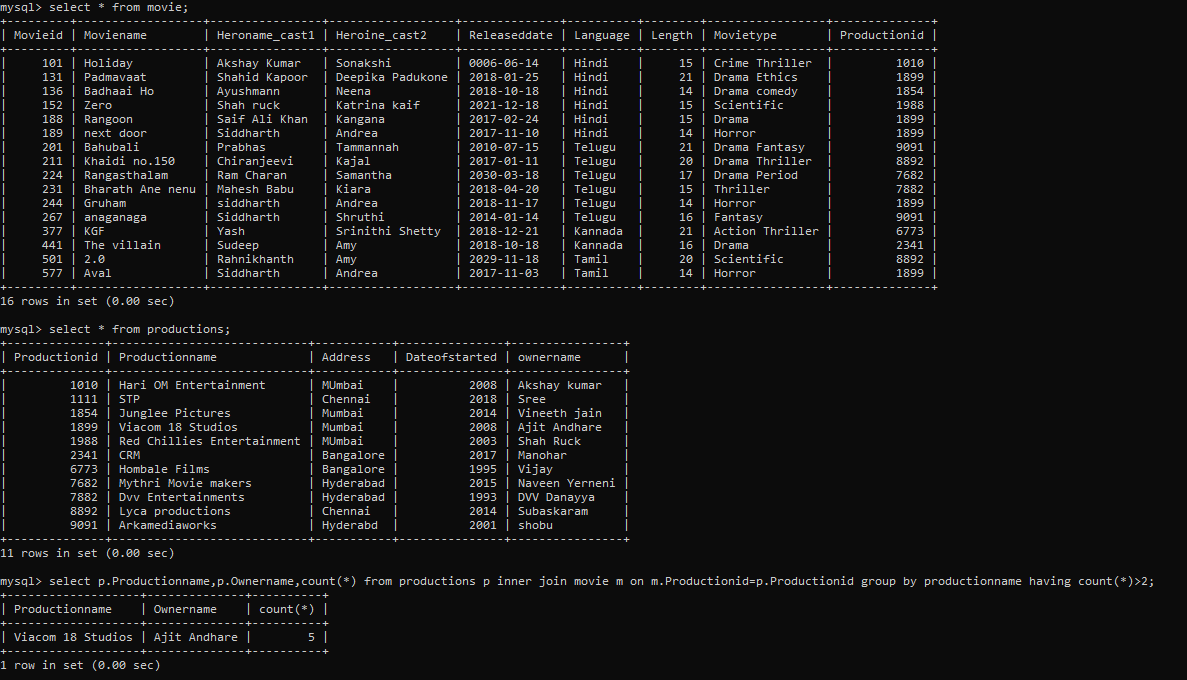 mysql> select * from movie;
+---------+------------------+----------------+------------------+--------------+----------+--------+-----------------+--------------+
| Movieid | Moviename        | Heroname_cast1 | Heroine_cast2    | Releaseddate | Language | Length | Movietype       | Productionid |
+---------+------------------+----------------+------------------+--------------+----------+--------+-----------------+--------------+
|     101 | Holiday          | Akshay Kumar   | Sonakshi         | 0006-06-14   | Hindi    |     15 | Crime Thriller  |         1010 |
|     131 | Padmavaat        | Shahid Kapoor  | Deepika Padukone | 2018-01-25   | Hindi    |     21 | Drama Ethics    |         1899 |
|     136 | Badhaai Ho       | Ayushmann      | Neena            | 2018-10-18   | Hindi    |     14 | Drama comedy    |         1854 |
|     152 | Zero             | Shah ruck      | Katrina kaif     | 2021-12-18   | Hindi    |     15 | Scientific      |         1988 |
|     188 | Rangoon          | Saif Ali Khan  | Kangana          | 2017-02-24   | Hindi    |     15 | Drama           |         1899 |
|     189 | next door        | Siddharth      | Andrea           | 2017-11-10   | Hindi    |     14 | Horror          |         1899 |
|     201 | Bahubali         | Prabhas        | Tammannah        | 2010-07-15   | Telugu   |     21 | Drama Fantasy   |         9091 |
|     211 | Khaidi no.150    | Chiranjeevi    | Kajal            | 2017-01-11   | Telugu   |     20 | Drama Thriller  |         8892 |
|     224 | Rangasthalam     | Ram Charan     | Samantha         | 2030-03-18   | Telugu   |     17 | Drama Period    |         7682 |
|     231 | Bharath Ane nenu | Mahesh Babu    | Kiara            | 2018-04-20   | Telugu   |     15 | Thriller        |         7882 |
|     244 | Gruham           | siddharth      | Andrea           | 2018-11-17   | Telugu   |     14 | Horror          |         1899 |
|     267 | anaganaga        | Siddharth      | Shruthi          | 2014-01-14   | Telugu   |     16 | Fantasy         |         9091 |
|     377 | KGF              | Yash           | Srinithi Shetty  | 2018-12-21   | Kannada  |     21 | Action Thriller |         6773 |
|     441 | The villain      | Sudeep         | Amy              | 2018-10-18   | Kannada  |     16 | Drama           |         2341 |
|     501 | 2.0              | Rahnikhanth    | Amy              | 2029-11-18   | Tamil    |     20 | Scientific      |         8892 |
|     577 | Aval             | Siddharth      | Andrea           | 2017-11-03   | Tamil    |     14 | Horror          |         1899 |
+---------+------------------+----------------+------------------+--------------+----------+--------+-----------------+--------------+
16 rows in set (0.00 sec)
mysql> select * from productions;
+--------------+----------------------------+-----------+---------------+----------------+
| Productionid | Productionname             | Address   | Dateofstarted | ownername      |
+--------------+----------------------------+-----------+---------------+----------------+
|         1010 | Hari OM Entertainment      | MUmbai    |          2008 | Akshay kumar   |
|         1111 | STP                        | Chennai   |          2018 | Sree           |
|         1854 | Junglee Pictures           | Mumbai    |          2014 | Vineeth jain   |
|         1899 | Viacom 18 Studios          | Mumbai    |          2008 | Ajit Andhare   |
|         1988 | Red Chillies Entertainment | MUmbai    |          2003 | Shah Ruck      |
|         2341 | CRM                        | Bangalore |          2017 | Manohar        |
|         6773 | Hombale Films              | Bangalore |          1995 | Vijay          |
|         7682 | Mythri Movie makers        | Hyderabad |          2015 | Naveen Yerneni |
|         7882 | Dvv Entertainments         | Hyderabad |          1993 | DVV Danayya    |
|         8892 | Lyca productions           | Chennai   |          2014 | Subaskaram     |
|         9091 | Arkamediaworks             | Hyderabd  |          2001 | shobu          |
+--------------+----------------------------+-----------+---------------+----------------+
11 rows in set (0.00 sec)
mysql> select p.Productionname,p.Ownername,count(*) from productions p inner join movie m on m.Productionid=p.Productionid group by productionname having count(*)>2;
+-------------------+--------------+----------+
| Productionname    | Ownername    | count(*) |
+-------------------+--------------+----------+
| Viacom 18 Studios | Ajit Andhare |        5 |
+-------------------+--------------+----------+
1 row in set (0.00 sec)